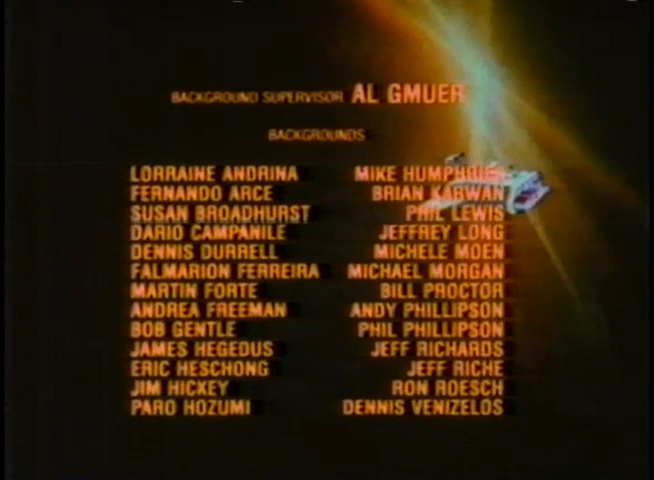 BACKGROUND SUPERVISOR AL GMUER
BACKGROUNDS
LORRAINE ANDRINA MIKE HUMPHRIES
FERNANDO ARCE BRIAN KARWAN
SUSAN BROADHURST PHIL LEWIS
DARIO CAMPANILE JEFFREY LONG
DENNIS DURRELL MICHELE MOEN
FALMARION FERREIRA MICHAEL MORGAN
MARTIN FORTE BILL PROCTOR
ANDREA FREEMAN ANDY PHILLIPSON
BOB GENTLE PHIL PHILLIPSON
JAMES HEGEDUS JEFF RICHARDS
ERIC HESCHONG JEFF RICHE
JIM HICKEY RON ROESCH
PARO HOZUMI DENNIS VENIZELOS